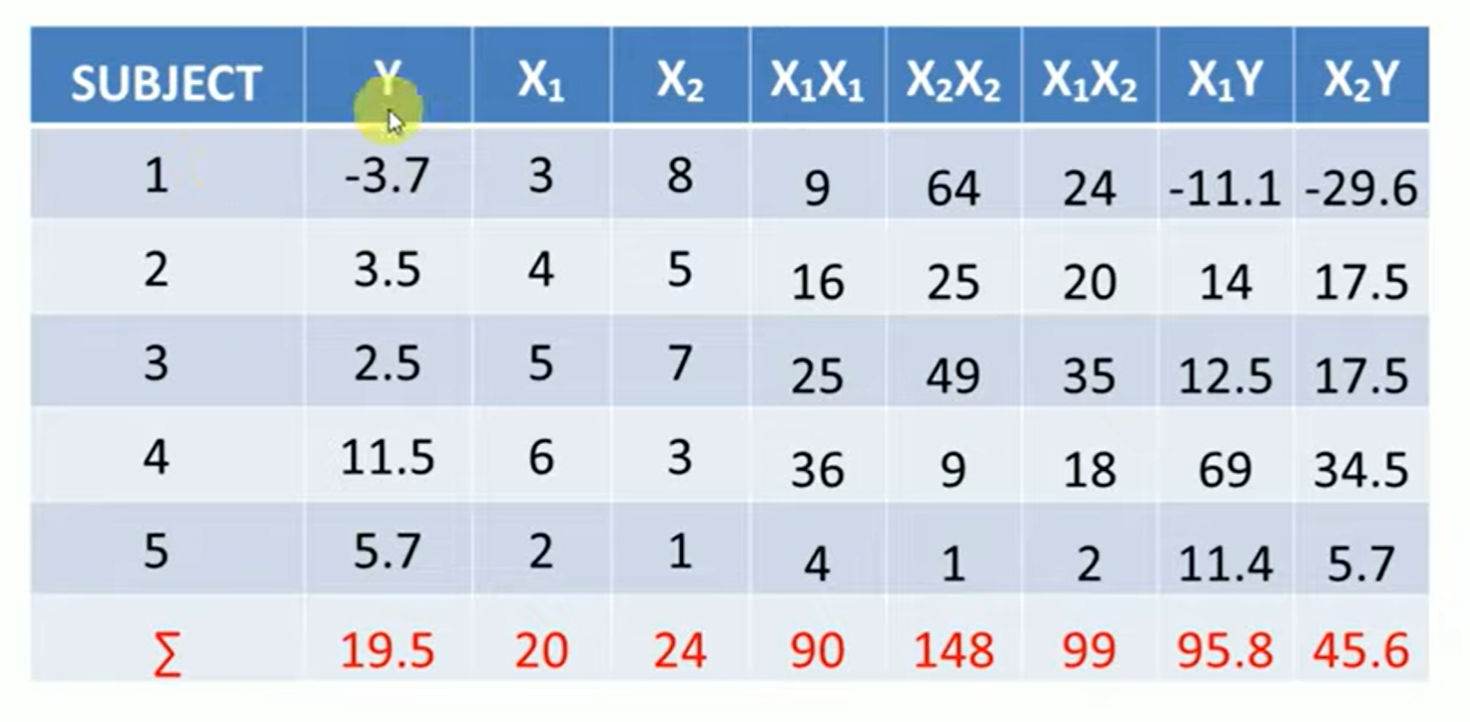 SUBJECT Y X₁ X₂ X₁X₁ X₂X₂ X₁X₂ X₁Y X₂Y
1 -3.7 3 8 9 64 24 -11.1 -29.6
2 3.5 4 5 16 25 20 14 17.5
3 2.5 5 7 25 49 35 12.5 17.5
4 11.5 6 3 36 9 18 69 34.5
5 5.7 2 1 4 1 2 11.4 5.7
∑ 19.5 20 24 90 148 99 95.8 45.6